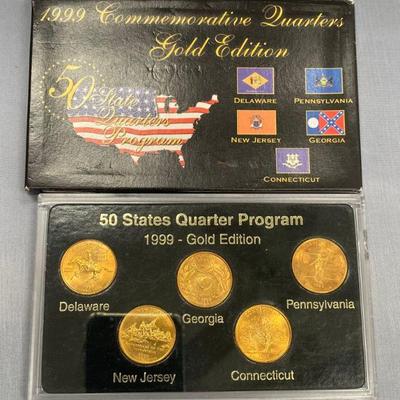 1999 Commemorative Quarters
Gold Edition
50 State
Quarters
Program
DELAWARE
PENNSYLVANIA
NEW JERSEY
GEORGIA
CONNECTICUT
50 States Quarter Program
1999 - Gold Edition
Delaware
Georgia
Pennsylvania
New Jersey
Connecticut